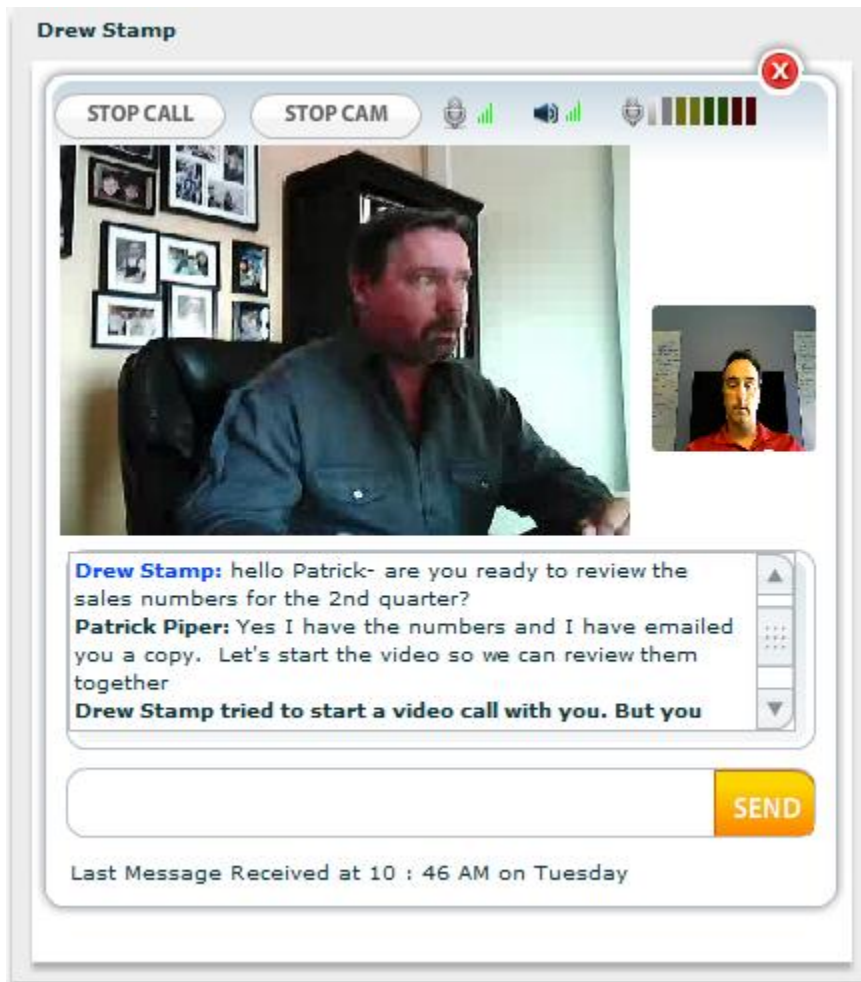 Drew Stamp
X
STOP CALL STOP CAM
Drew Stamp: hello Patrick- are you ready to review the
sales numbers for the 2nd quarter?
Patrick Piper: Yes I have the numbers and I have emailed
you a copy. Let's start the video so we can review them
together
Drew Stamp tried to start a video call with you. But you
SEND
Last Message Received at 10 : 46 AM on Tuesday